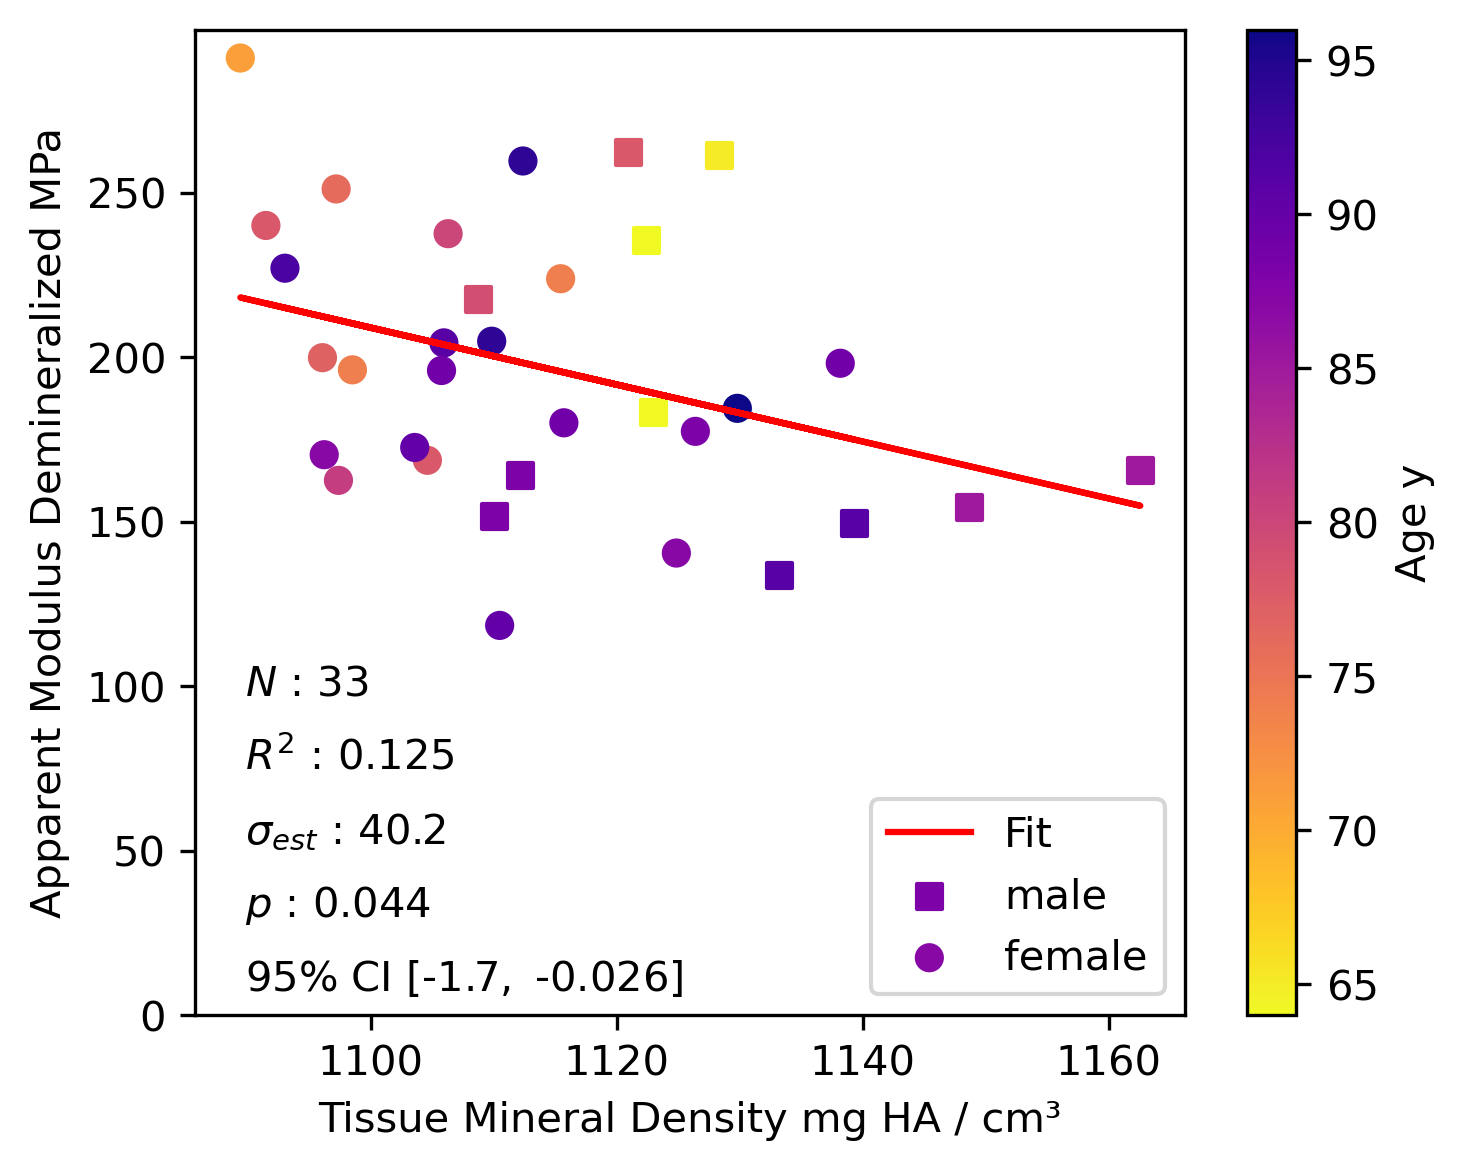 Apparent Modulus Demineralized MPa
250
200
150
100
50
0
N : 33
R² : 0.125
σest : 40.2
p : 0.044
95% CI [-1.7, -0.026]
Fit
male
female
1100 1120 1140 1160
Tissue Mineral Density mg HA / cm³
95
90
85
80
75
70
65
Age y